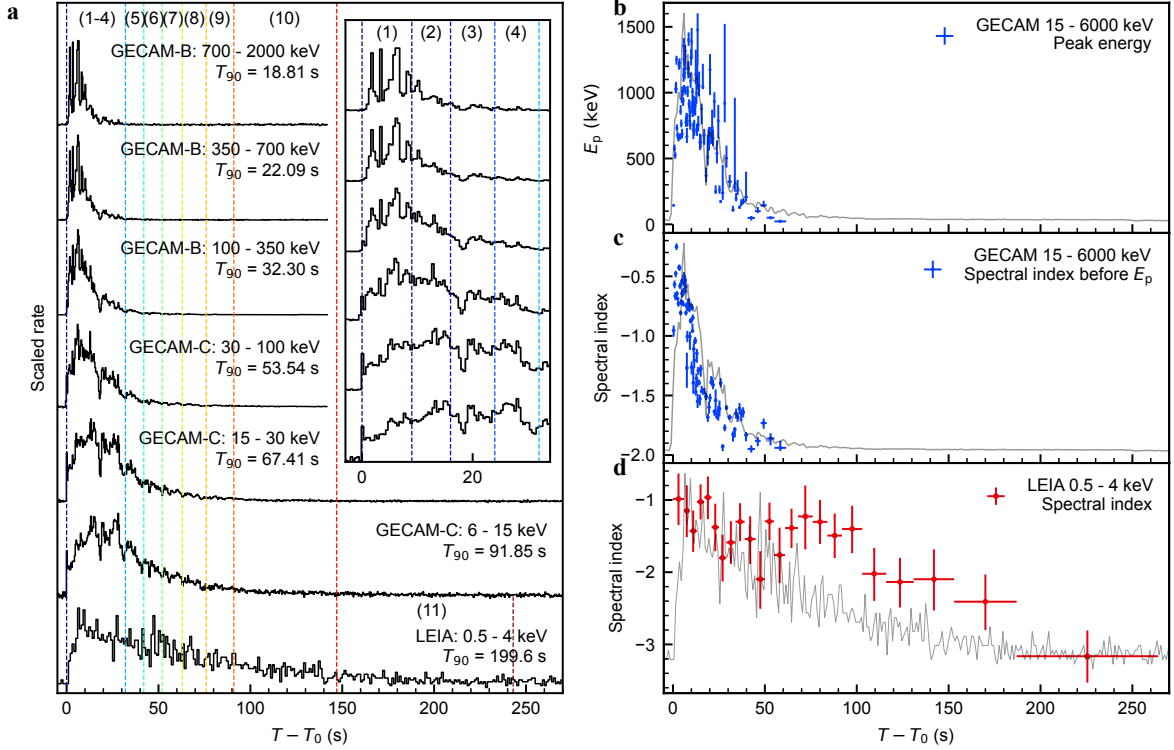 a
(1-4) (5) (6) (7) (8) (9) (10)
GECAM-B: 700 - 2000 keV
T90 = 18.81 s
GECAM-B: 350 - 700 keV
T90 = 22.09 s
GECAM-B: 100 - 350 keV
T90 = 32.30 s
GECAM-C: 30 - 100 keV
T90 = 53.54 s
GECAM-C: 15 - 30 keV
T90 = 67.41 s
GECAM-C: 6 - 15 keV
T90 = 91.85 s
(11)
LEIA: 0.5 - 4 keV
T90 = 199.6 s
Scaled rate
0 50 100 150 200 250
T − T0 (s)
(1) (2) (3) (4)
0 20
b
GECAM 15 - 6000 keV
Peak energy
Ep (keV)
1500
1000
500
0
c
GECAM 15 - 6000 keV
Spectral index before Ep
Spectral index
−0.5
−1.0
−1.5
−2.0
d
LEIA 0.5 - 4 keV
Spectral index
Spectral index
−1
−2
−3
0 50 100 150 200 250
T − T0 (s)